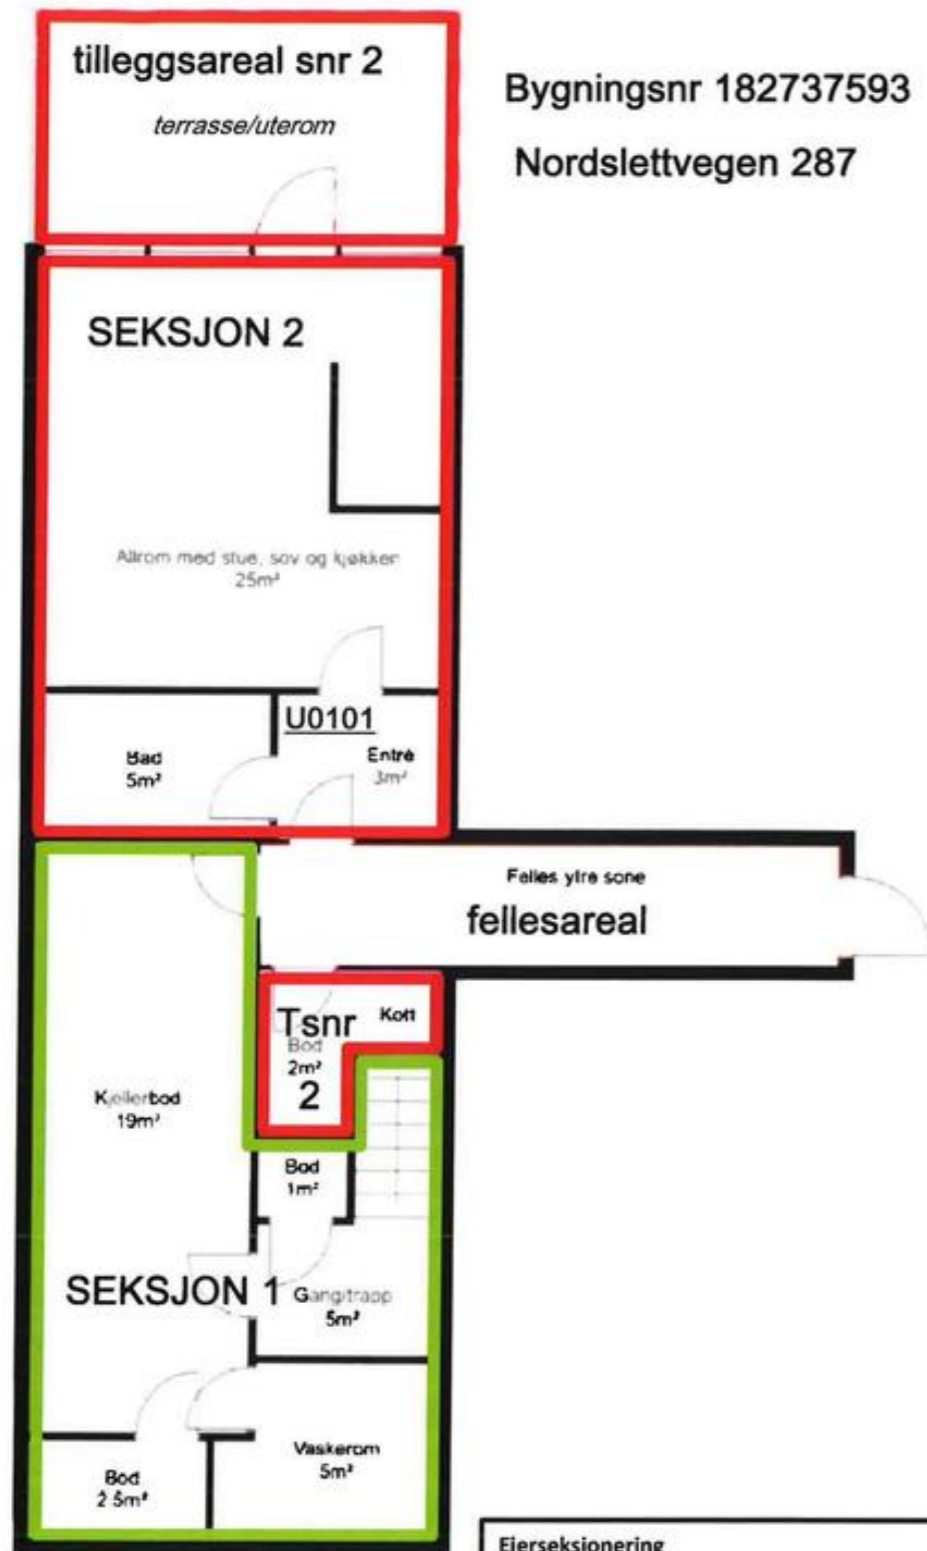 tilleggsareal snr 2
terrasse/uterom
Bygningsnr 182737593
Nordslettvegen 287
SEKSJON 2
Allrom med stue, sov og kjøkken
25m²
U0101
Bad
5m²
Entrè
3m²
Felles ytre sone
fellesareal
Tsnr
Kott
Bod
2m²
2
Kjellerbod
19m²
Bod
1m²
SEKSJON 1
Gang/trapp
5m²
Vaskerom
5m²
Bod
2.5m²
Eierseksjonering